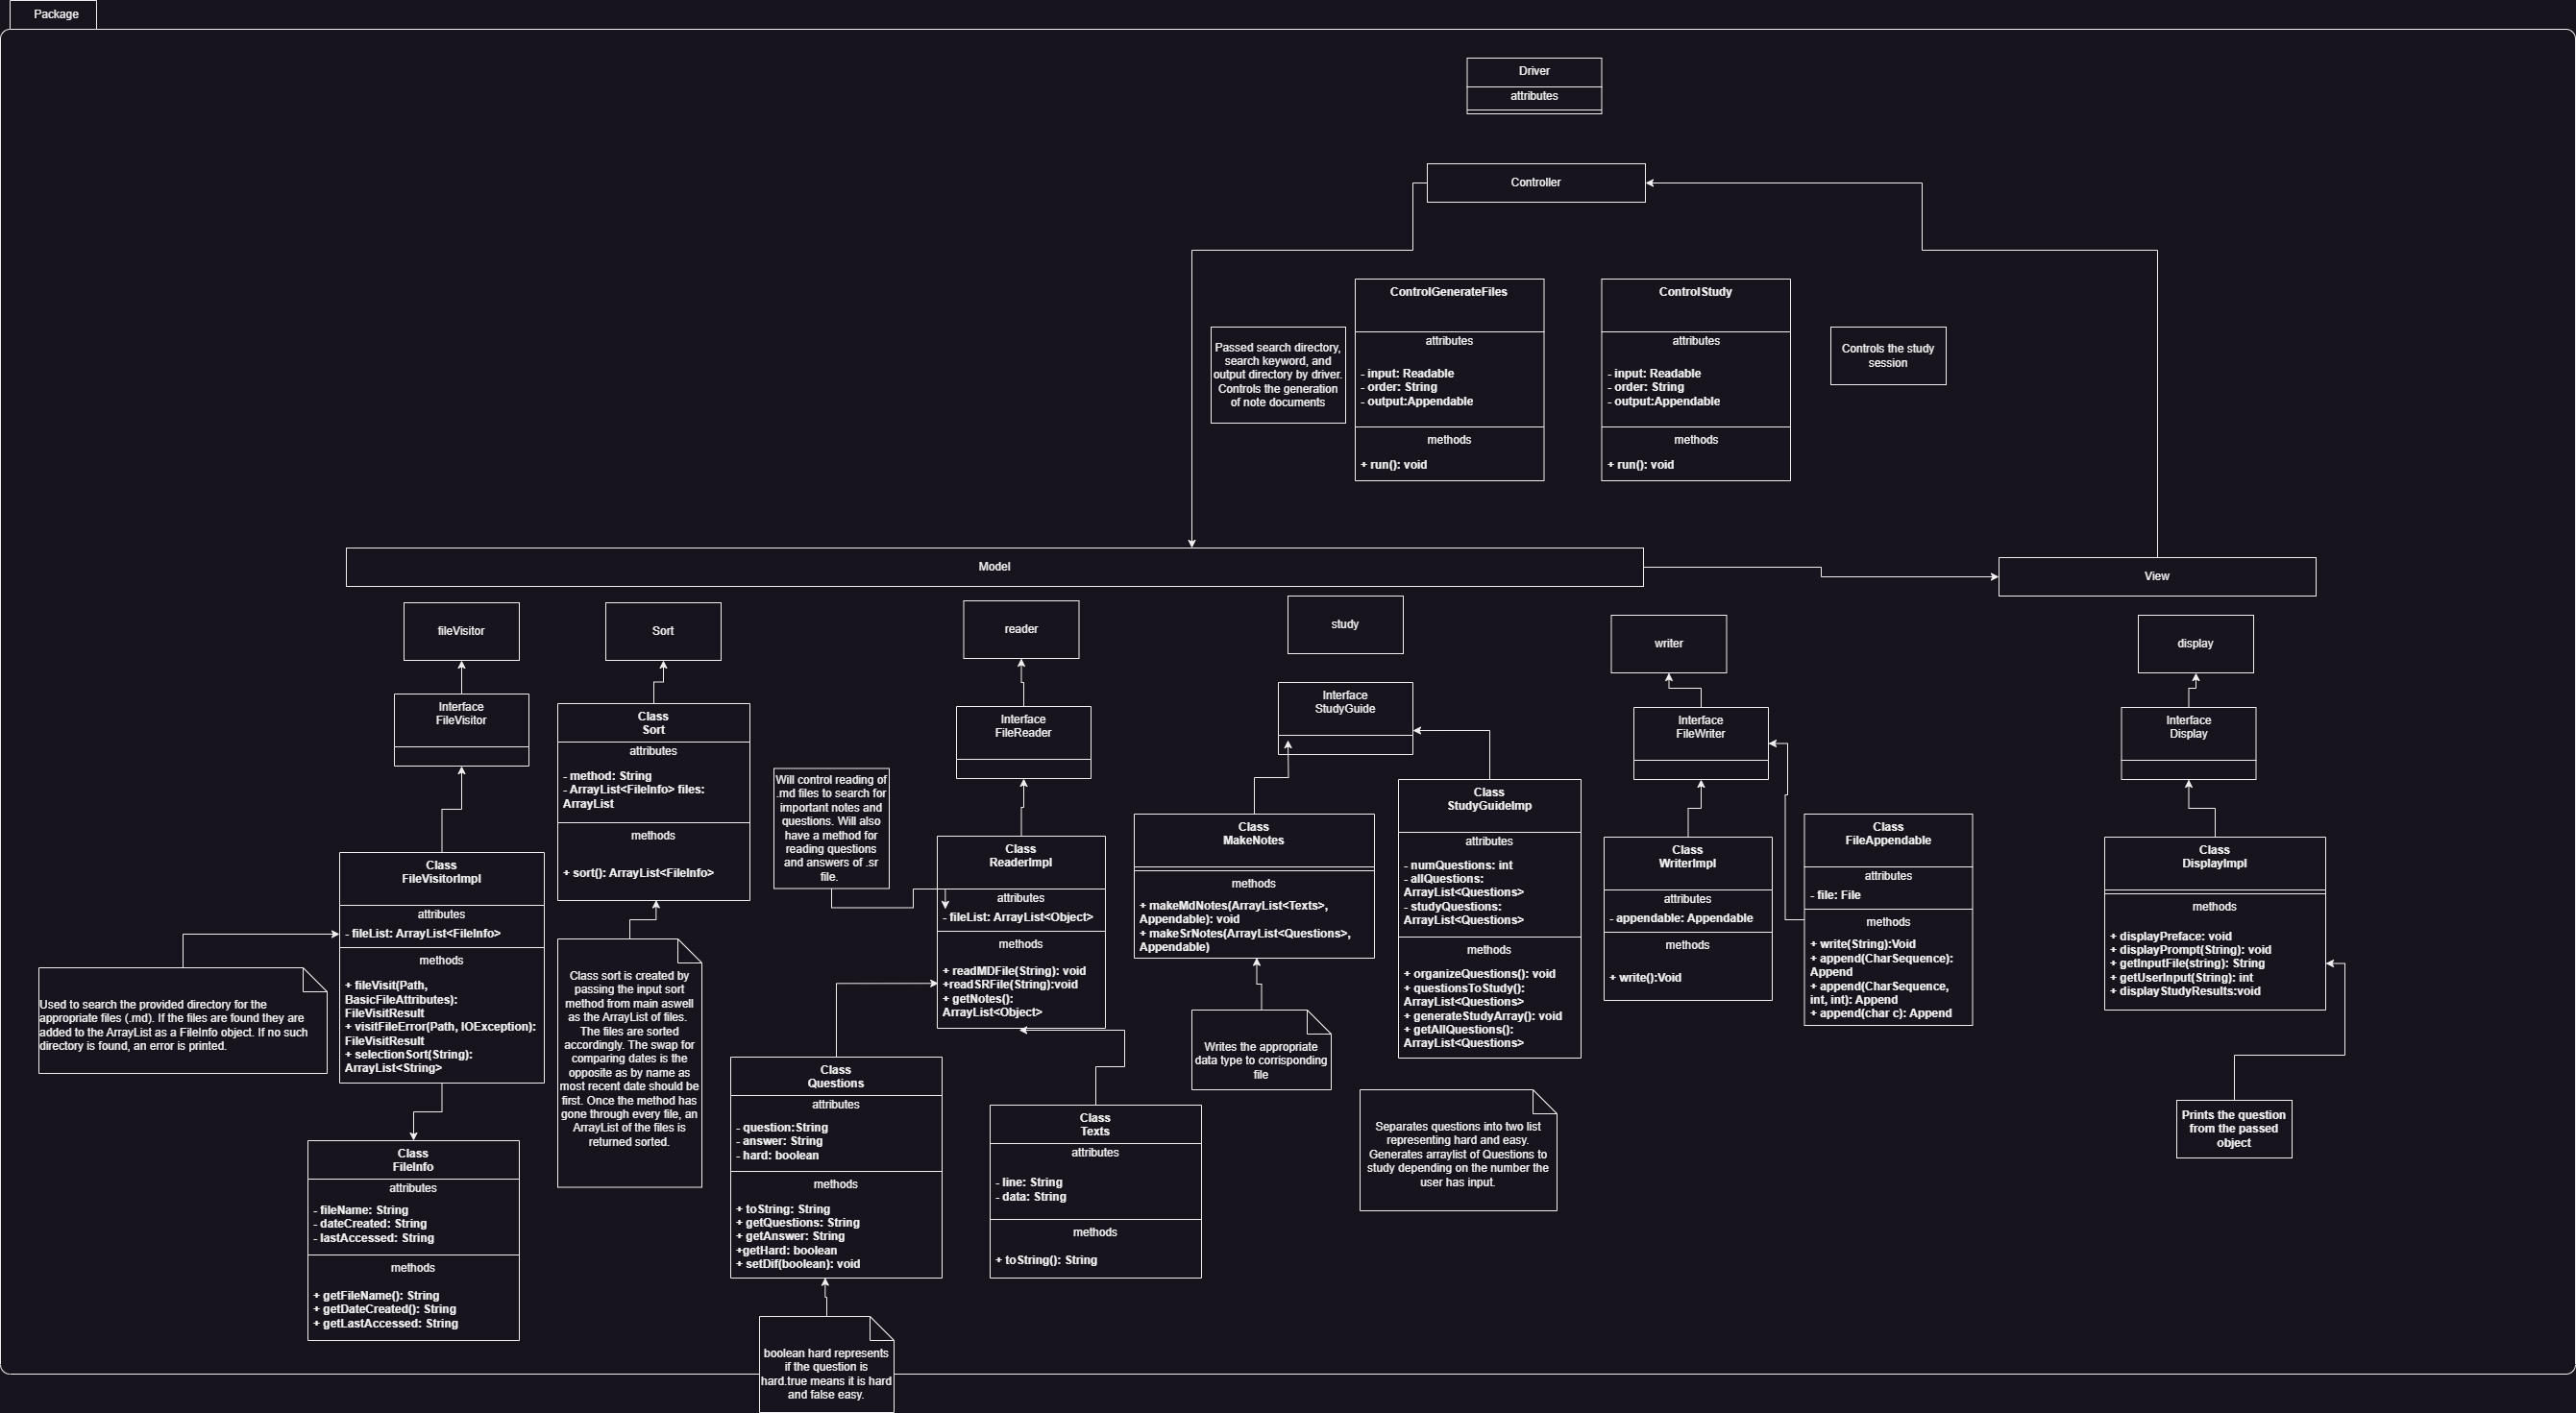 Package
Driver
attributes
Controller
ControlGenerateFiles
attributes
- input: Readable
- order: String
- output:Appendable
methods
+ run(): void
ControlStudy
attributes
- input: Readable
- order: String
- output:Appendable
methods
+ run(): void
Passed search directory,
search keyword, and
output directory by driver.
Controls the generation
of note documents
Controls the study
session
Model
View
fileVisitor
Sort
reader
study
writer
display
Interface
FileVisitor
Class
FileVisitorImpl
attributes
- fileList: ArrayList<FileInfo>
methods
+ fileVisit(Path,
BasicFileAttributes):
FileVisitResult
+ visitFileError(Path, IOException):
FileVisitResult
+ selectionSort(String):
ArrayList<String>
Used to search the provided directory for the
appropriate files (.md). If the files are found they are
added to the ArrayList as a FileInfo object. If no such
directory is found, an error is printed.
Class
FileInfo
attributes
- fileName: String
- dateCreated: String
- lastAccessed: String
methods
+ getFileName(): String
+ getDateCreated(): String
+ getLastAccessed: String
Class
Sort
attributes
- method: String
- ArrayList<FileInfo> files:
ArrayList
methods
+ sort(): ArrayList<FileInfo>
Class sort is created by
passing the input sort
method from main aswell
as the ArrayList of files.
The files are sorted
accordingly. The swap for
comparing dates is the
opposite as by name as
most recent date should be
first. Once the method has
gone through every file, an
ArrayList of the files is
returned sorted.
Will control reading of
.md files to search for
important notes and
questions. Will also
have a method for
reading questions
and answers of .sr
file.
Interface
FileReader
Class
ReaderImpl
attributes
- fileList: ArrayList<Object>
methods
+ readMDFile(String): void
+readSRFile(String):void
+ getNotes():
ArrayList<Object>
Class
Questions
attributes
- question:String
- answer: String
- hard: boolean
methods
+ toString: String
+ getQuestions: String
+ getAnswer: String
+getHard: boolean
+ setDif(boolean): void
boolean hard represents
if the question is
hard.true means it is hard
and false easy.
Class
Texts
attributes
- line: String
- data: String
methods
+ toString(): String
Interface
StudyGuide
Class
MakeNotes
methods
+ makeMdNotes(ArrayList<Texts>,
Appendable): void
+ makeSrNotes(ArrayList<Questions>,
Appendable)
Writes the appropriate
data type to corrisponding
file
Class
StudyGuideImp
attributes
- numQuestions: int
- allQuestions:
ArrayList<Questions>
- studyQuestions:
ArrayList<Questions>
methods
+ organizeQuestions(): void
+ questionsToStudy():
ArrayList<Questions>
+ generateStudyArray(): void
+ getAllQuestions():
ArrayList<Questions>
Separates questions into two list
representing hard and easy.
Generates arraylist of Questions to
study depending on the number the
user has input.
Interface
FileWriter
Class
WriterImpl
attributes
- appendable: Appendable
methods
+ write():Void
Class
FileAppendable
attributes
- file: File
methods
+ write(String):Void
+ append(CharSequence):
Append
+ append(CharSequence,
int, int): Append
+ append(char c): Append
Interface
Display
Class
DisplayImpl
methods
+ displayPreface: void
+ displayPrompt(String): void
+ getInputFile(string): String
+ getUserInput(String): int
+ displayStudyResults:void
Prints the question
from the passed
object